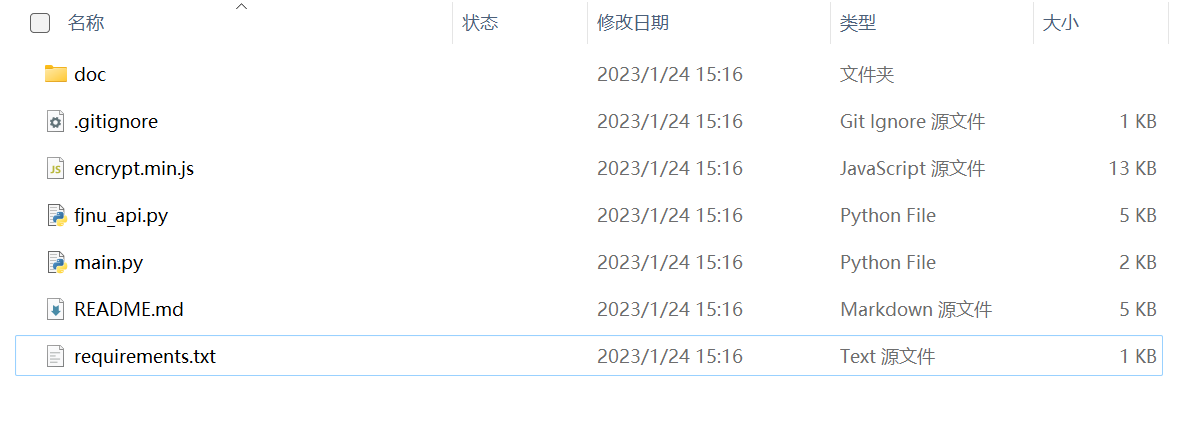 名称 状态 修改日期 类型 大小
doc 2023/1/24 15:16 文件夹
.gitignore 2023/1/24 15:16 Git Ignore 源文件 1 KB
JS encrypt.min.js 2023/1/24 15:16 JavaScript 源文件 13 KB
fjnu_api.py 2023/1/24 15:16 Python File 5 KB
main.py 2023/1/24 15:16 Python File 2 KB
README.md 2023/1/24 15:16 Markdown 源文件 5 KB
requirements.txt 2023/1/24 15:16 Text 源文件 1 KB